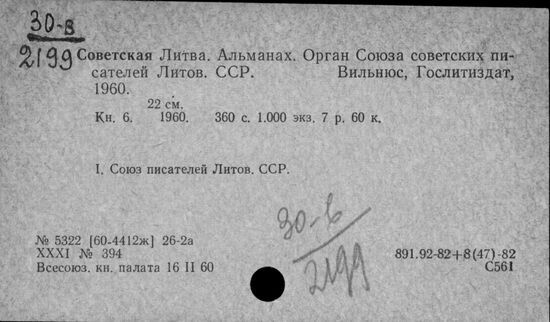 30-в
2199
Советская Литва. Альманах. Орган Союза советских пи-
сателей Литов. ССР. Вильнюс, Гослитиздат,
1960.
22 см.
Кн. 6. 1960. 360 с. 1.000 экз. 7 р. 60 к.
I. Союз писателей Литов. ССР.
30-в
2199
№ 5322 [60-4412ж] 26-2а
XXXI № 394
Всесоюз. кн. палата 16 II 60
891.92-82+8(47)-82
С561